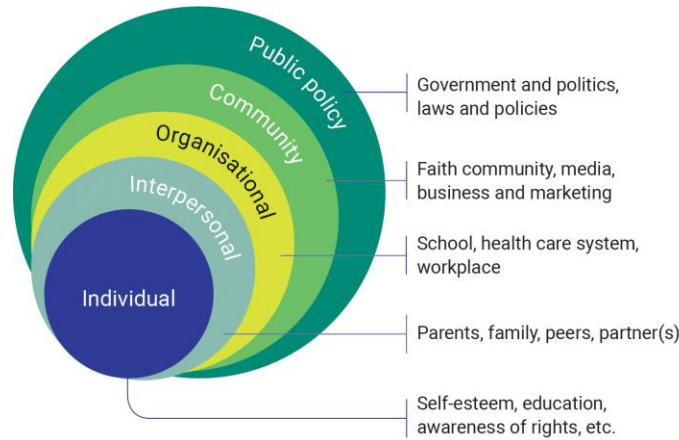 Public policy
Community
Organisational
Interpersonal
Individual
Government and politics,
laws and policies
Faith community, media,
business and marketing
School, health care system,
workplace
Parents, family, peers, partner(s)
Self-esteem, education,
awareness of rights, etc.